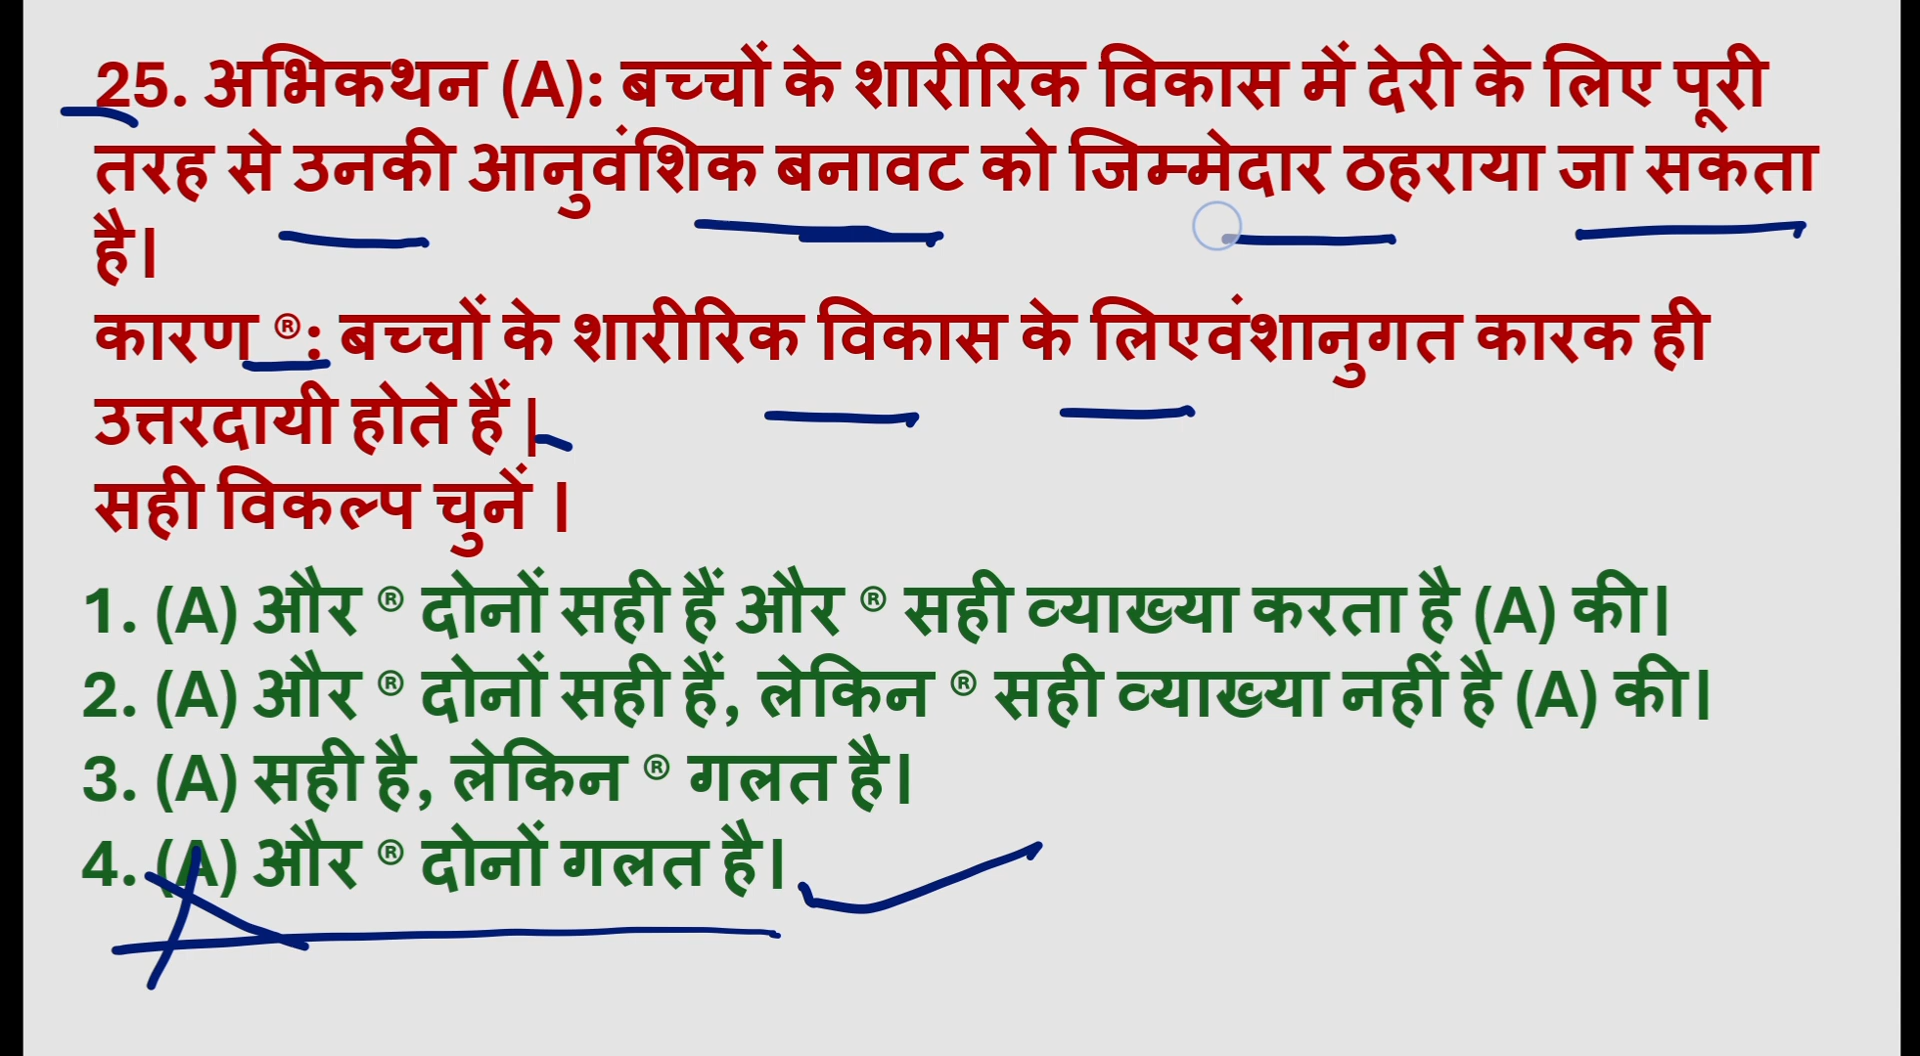 25. अभिकथन (A): बच्चों के शारीरिक विकास में देरी के लिए पूरी
तरह से उनकी आनुवंशिक बनावट को जिम्मेदार ठहराया जा सकता
है।
कारण ®: बच्चों के शारीरिक विकास के लिएवंशानुगत कारक ही
उत्तरदायी होते हैं |
सही विकल्प चुनें ।
1. (A) और ® दोनों सही हैं और ® सही व्याख्या करता है (A) की।
2. (A) और ® दोनों सही हैं, लेकिन ® सही व्याख्या नहीं है (A) की।
3. (A) सही है, लेकिन ® गलत है।
4. (A) और ® दोनों गलत है।